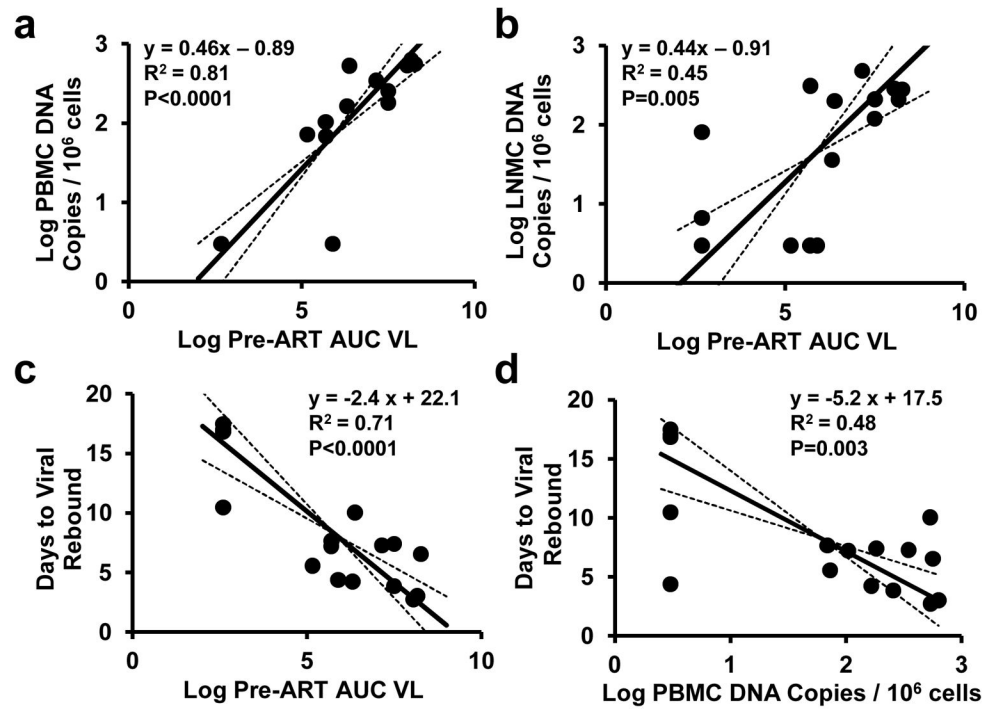 a
y = 0.46x – 0.89
R² = 0.81
P<0.0001
Log PBMC DNA
Copies / 10⁶ cells
3
2
1
0
0 5 10
Log Pre-ART AUC VL
b
y = 0.44x – 0.91
R² = 0.45
P=0.005
Log LNMC DNA
Copies / 10⁶ cells
3
2
1
0
0 5 10
Log Pre-ART AUC VL
c
y = -2.4 x + 22.1
R² = 0.71
P<0.0001
Days to Viral
Rebound
20
15
10
5
0
0 5 10
Log Pre-ART AUC VL
d
y = -5.2 x + 17.5
R² = 0.48
P=0.003
Days to Viral
Rebound
20
15
10
5
0
0 1 2 3
Log PBMC DNA Copies / 10⁶ cells